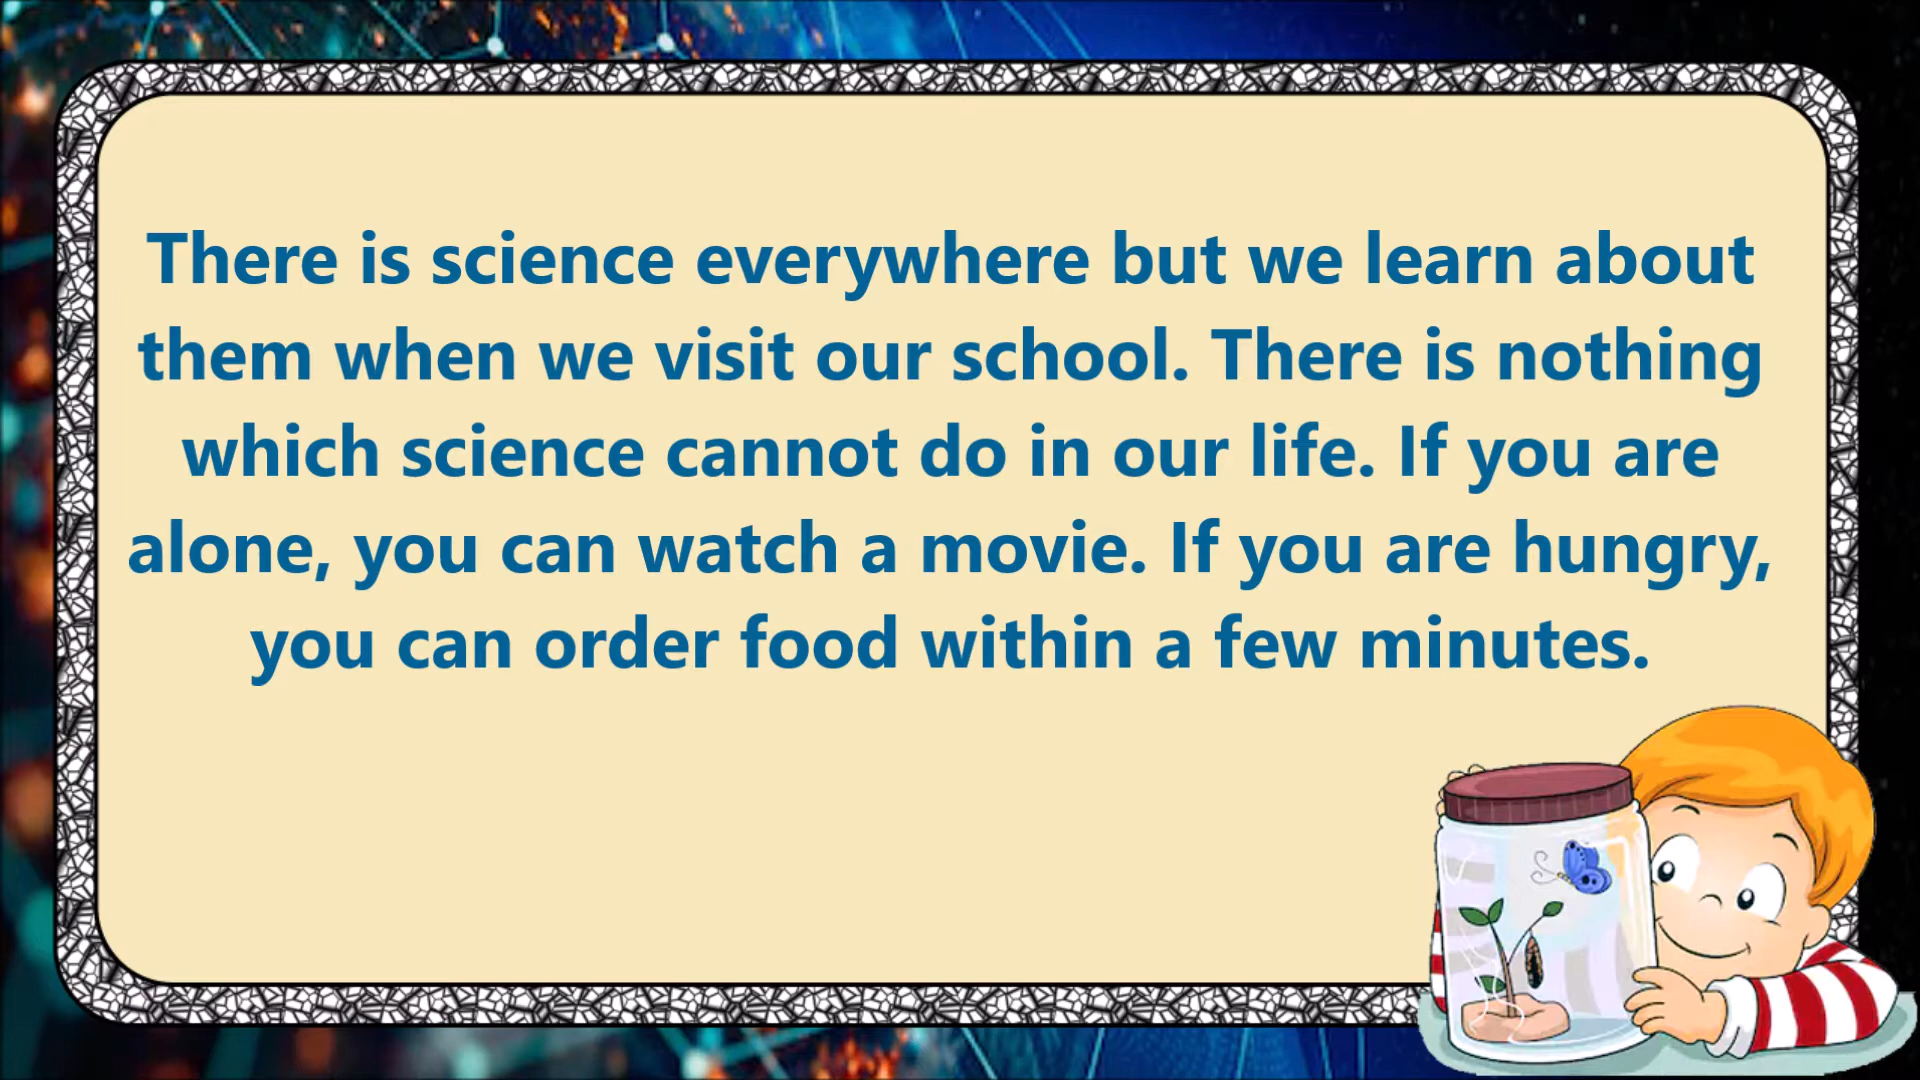 There is science everywhere but we learn about
them when we visit our school. There is nothing
which science cannot do in our life. If you are
alone, you can watch a movie. If you are hungry,
you can order food within a few minutes.